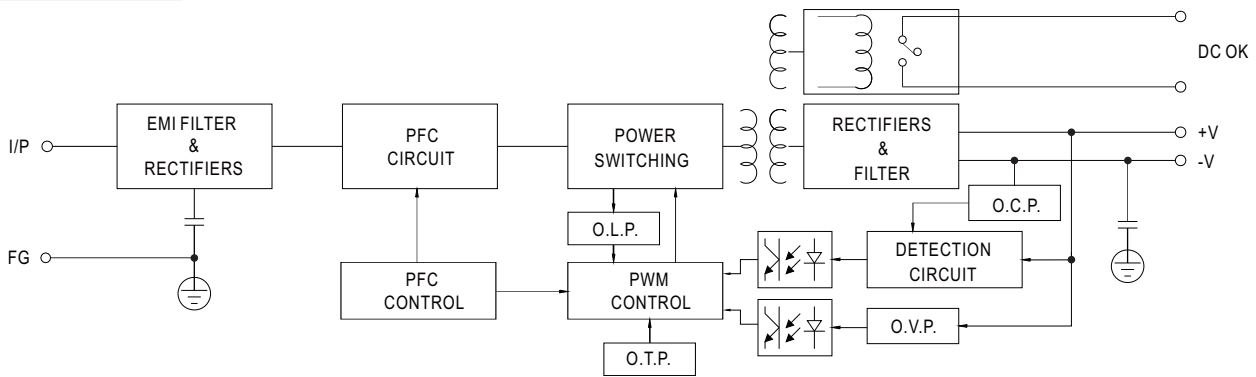 DC OK
I/P
EMI FILTER
&
RECTIFIERS
PFC
CIRCUIT
POWER
SWITCHING
RECTIFIERS
&
FILTER
+V
-V
O.C.P.
O.L.P.
FG
DETECTION
CIRCUIT
PFC
CONTROL
PWM
CONTROL
O.V.P.
O.T.P.